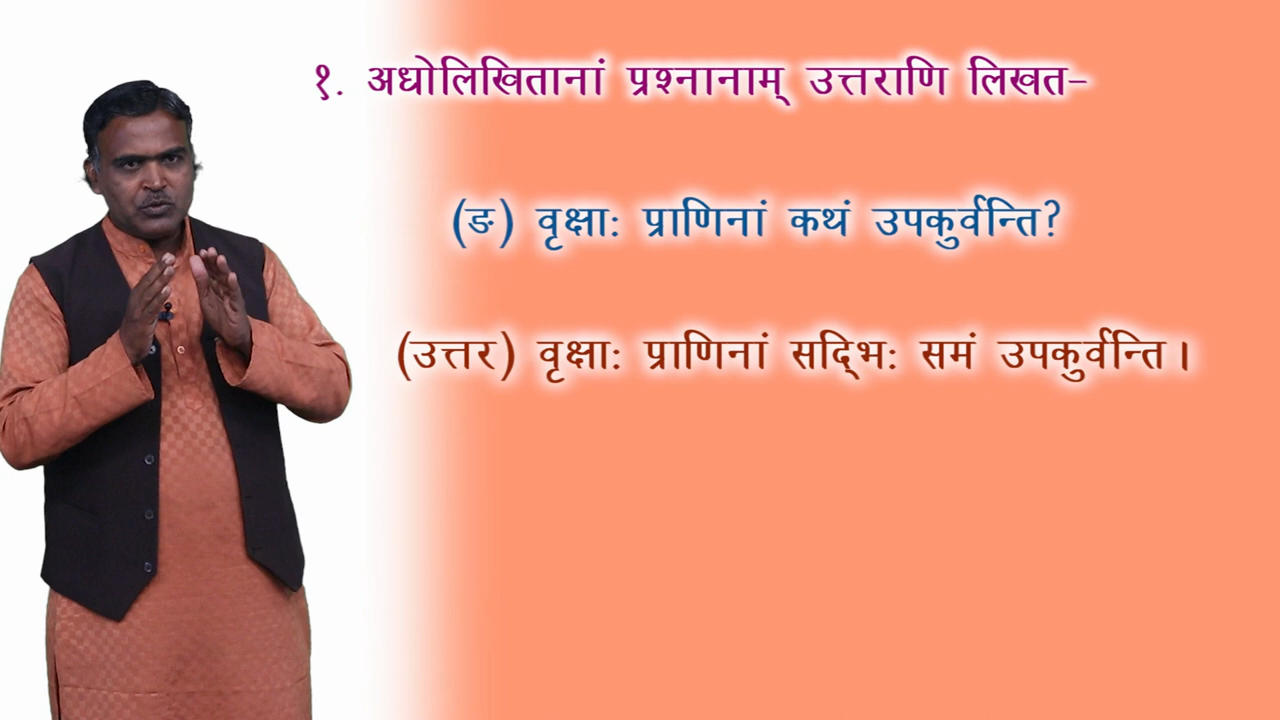 १. अधोलिखितानां प्रश्नानाम् उत्तराणि लिखत-
(ङ) वृक्षाः प्राणिनां कथं उपकुर्वन्ति?
(उत्तर) वृक्षाः प्राणिनां सद्भिः समं उपकुर्वन्ति।